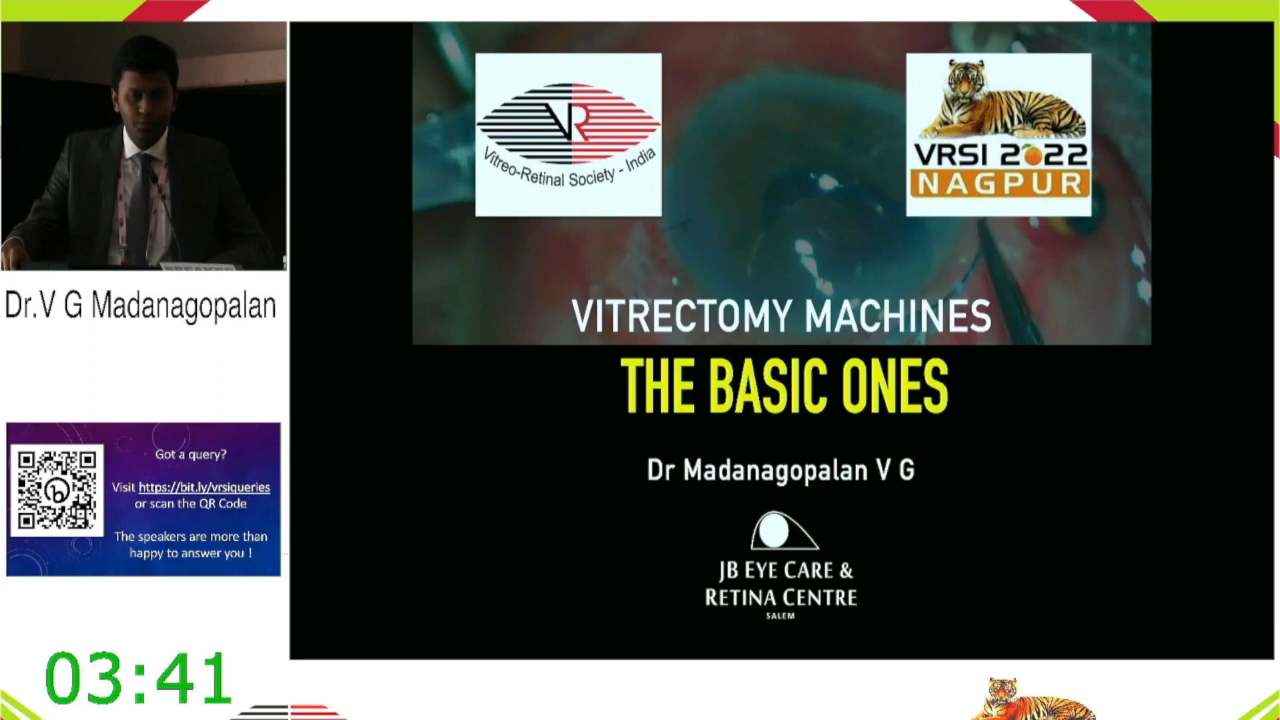 VR
Vitreo-Retinal Society - India
VRSI 2022
NAGPUR
VITRECTOMY MACHINES
THE BASIC ONES
Dr Madanagopalan V G
JB EYE CARE &
RETINA CENTRE
SALEM
Dr.V G Madanagopalan
Got a query?
Visit https://bit.ly/vrsiqueries
or scan the QR Code
The speakers are more than
happy to answer you !
03:41